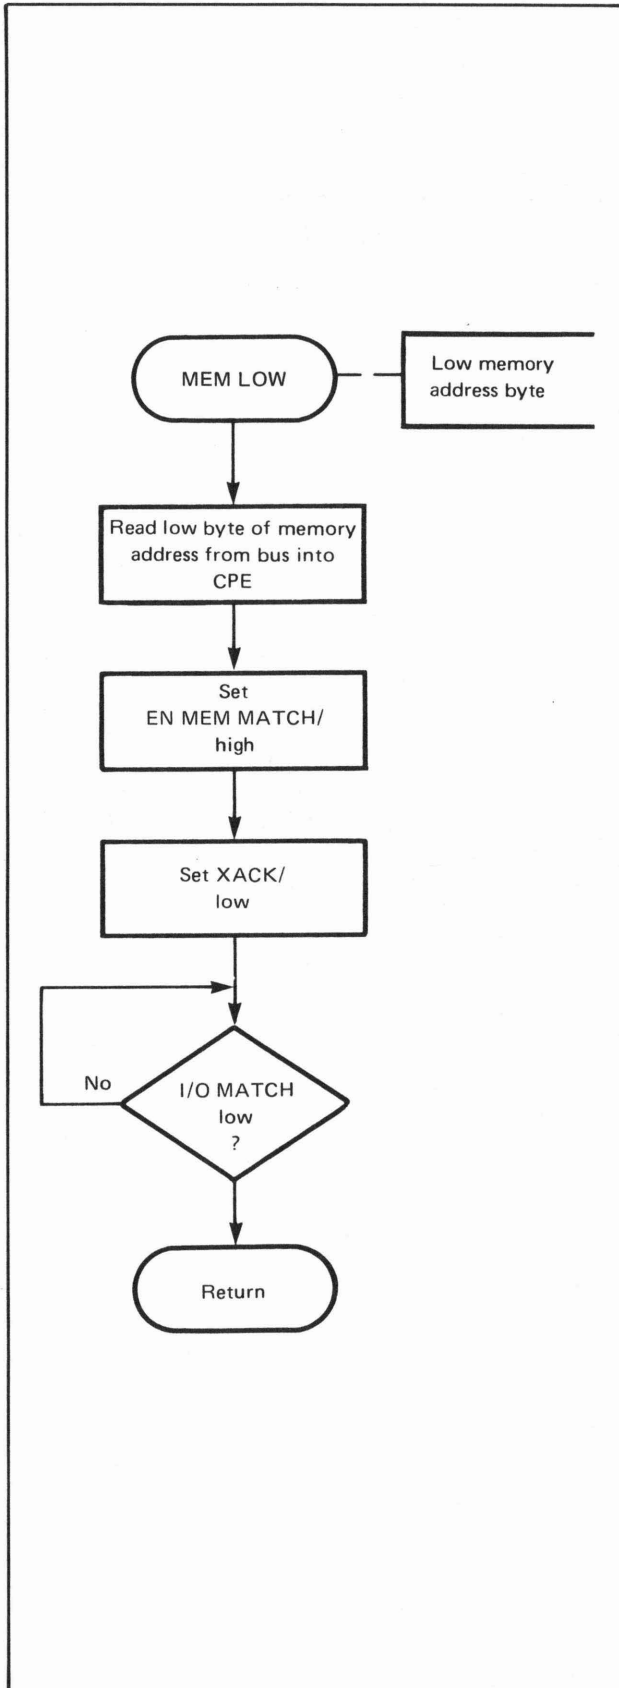 MEM LOW
Low memory
address byte
Read low byte of memory
address from bus into
CPE
Set
EN MEM MATCH/
high
Set XACK/
low
No
I/O MATCH
low
?
Return